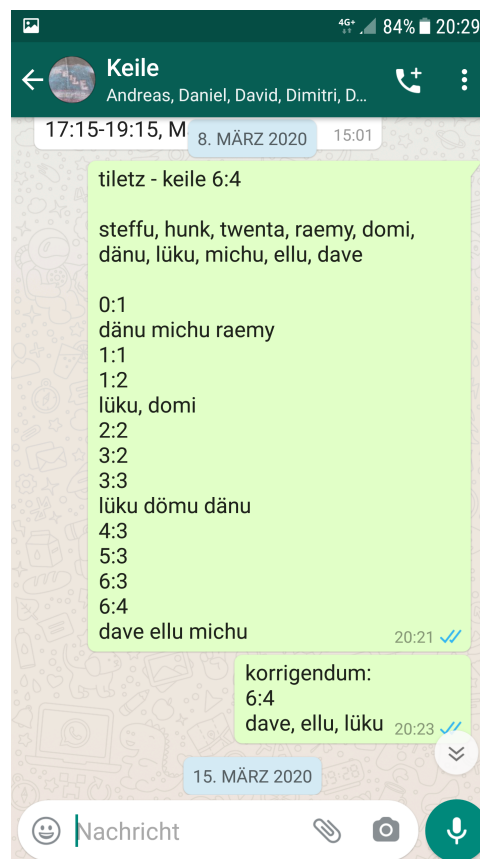 4G+ 84% 20:29
Keile
Andreas, Daniel, David, Dimitri, D...
17:15-19:15, M 15:01
8. MÄRZ 2020
tiletz - keile 6:4
steffu, hunk, twenta, raemy, domi,
dänu, lüku, michu, ellu, dave
0:1
dänu michu raemy
1:1
1:2
lüku, domi
2:2
3:2
3:3
lüku dömu dänu
4:3
5:3
6:3
6:4
dave ellu michu
20:21
korrigendum:
6:4
dave, ellu, lüku 20:23
15. MÄRZ 2020
Nachricht